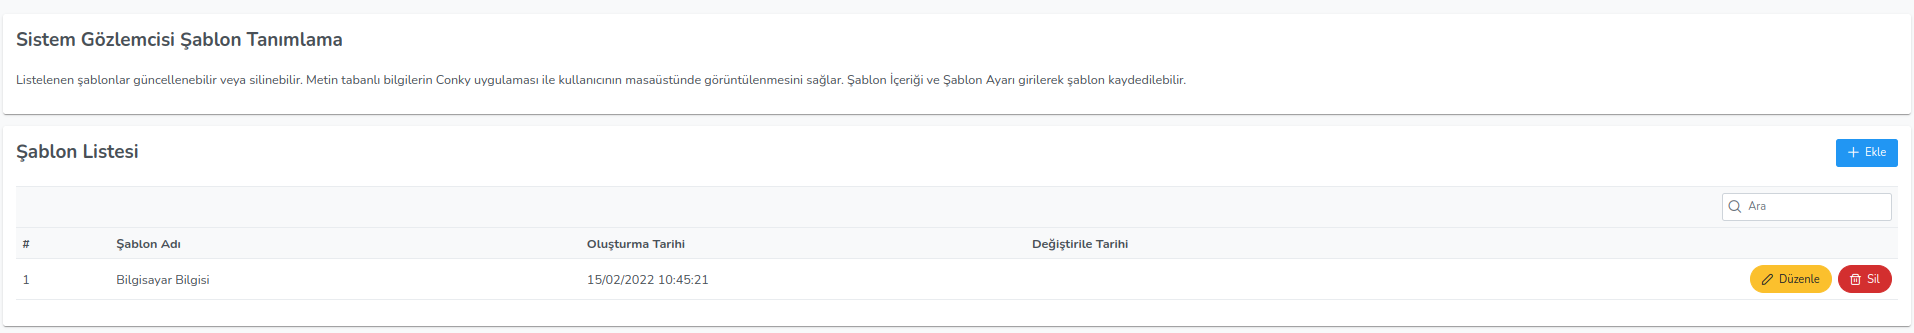 Sistem Gözlemcisi Şablon Tanımlama
Listelenen şablonlar güncellenebilir veya silinebilir. Metin tabanlı bilgilerin Conky uygulaması ile kullanıcının masaüstünde görüntülenmesini sağlar. Şablon İçeriği ve Şablon Ayarı girilerek şablon kaydedilebilir.
Şablon Listesi
+ Ekle
Ara
# Şablon Adı Oluşturma Tarihi Değiştirile Tarihi
1 Bilgisayar Bilgisi 15/02/2022 10:45:21 Düzenle Sil